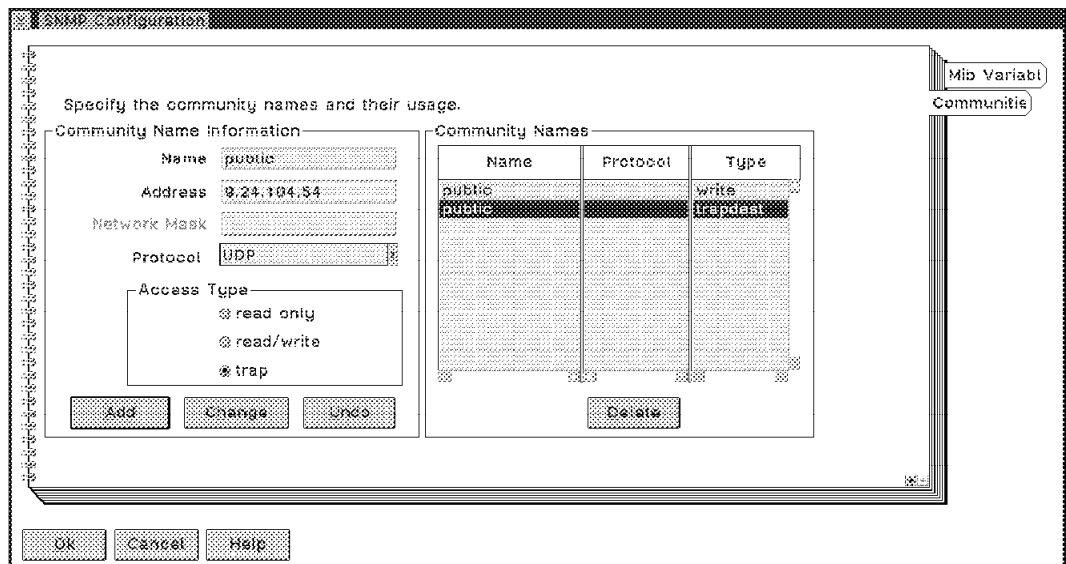 SNMP Configuration
Mib Variabl
Communitie
Specify the community names and their usage.
Community Name Information
Name public
Address 9.24.104.54
Network Mask
Protocol UDP
Access Type
read only
read/write
trap
Add Change Undo
Community Names
Name Protocol Type
public write
public trapdest
Delete
Ok Cancel Help